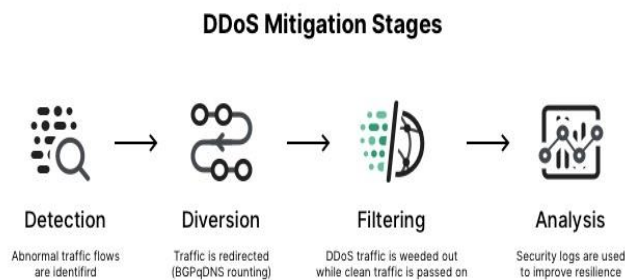 DDoS Mitigation Stages
Detection
Abnormal traffic flows
are identifird
Diversion
Traffic is redirected
(BGPqDNS rounting)
Filtering
DDoS traffic is weeded out
while clean traffic is passed on
Analysis
Security logs are used
to improve resilience